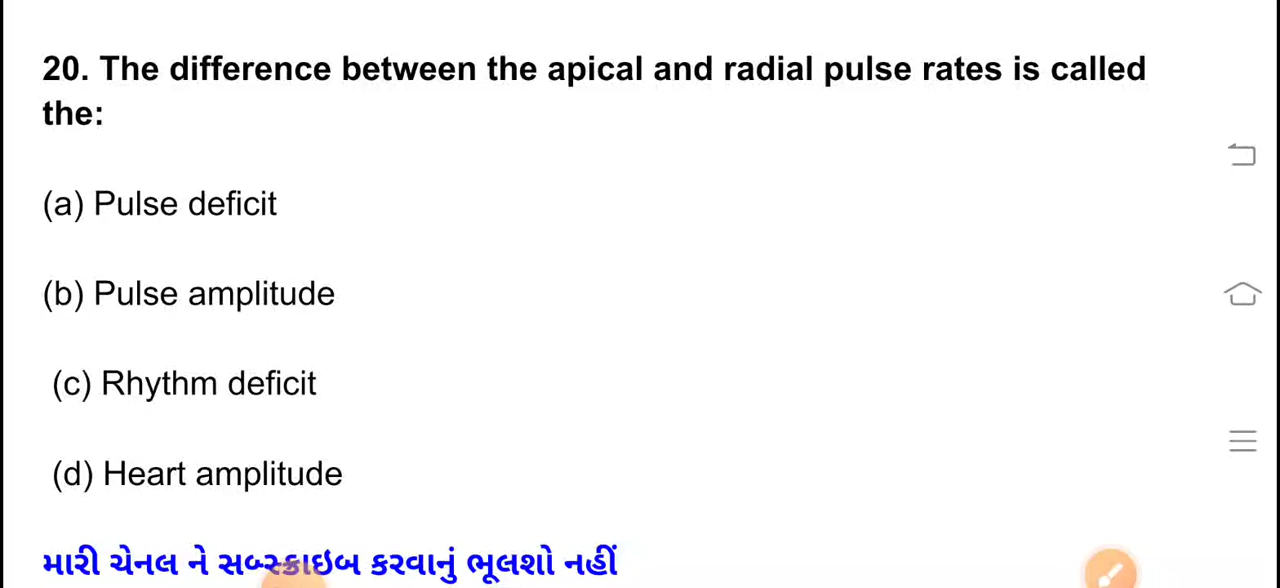 20. The difference between the apical and radial pulse rates is called
the:
(a) Pulse deficit
(b) Pulse amplitude
(c) Rhythm deficit
(d) Heart amplitude
મારી ચેનલ ને સબ્સ્ક્રાઇબ કરવાનું ભૂલશો નહીં